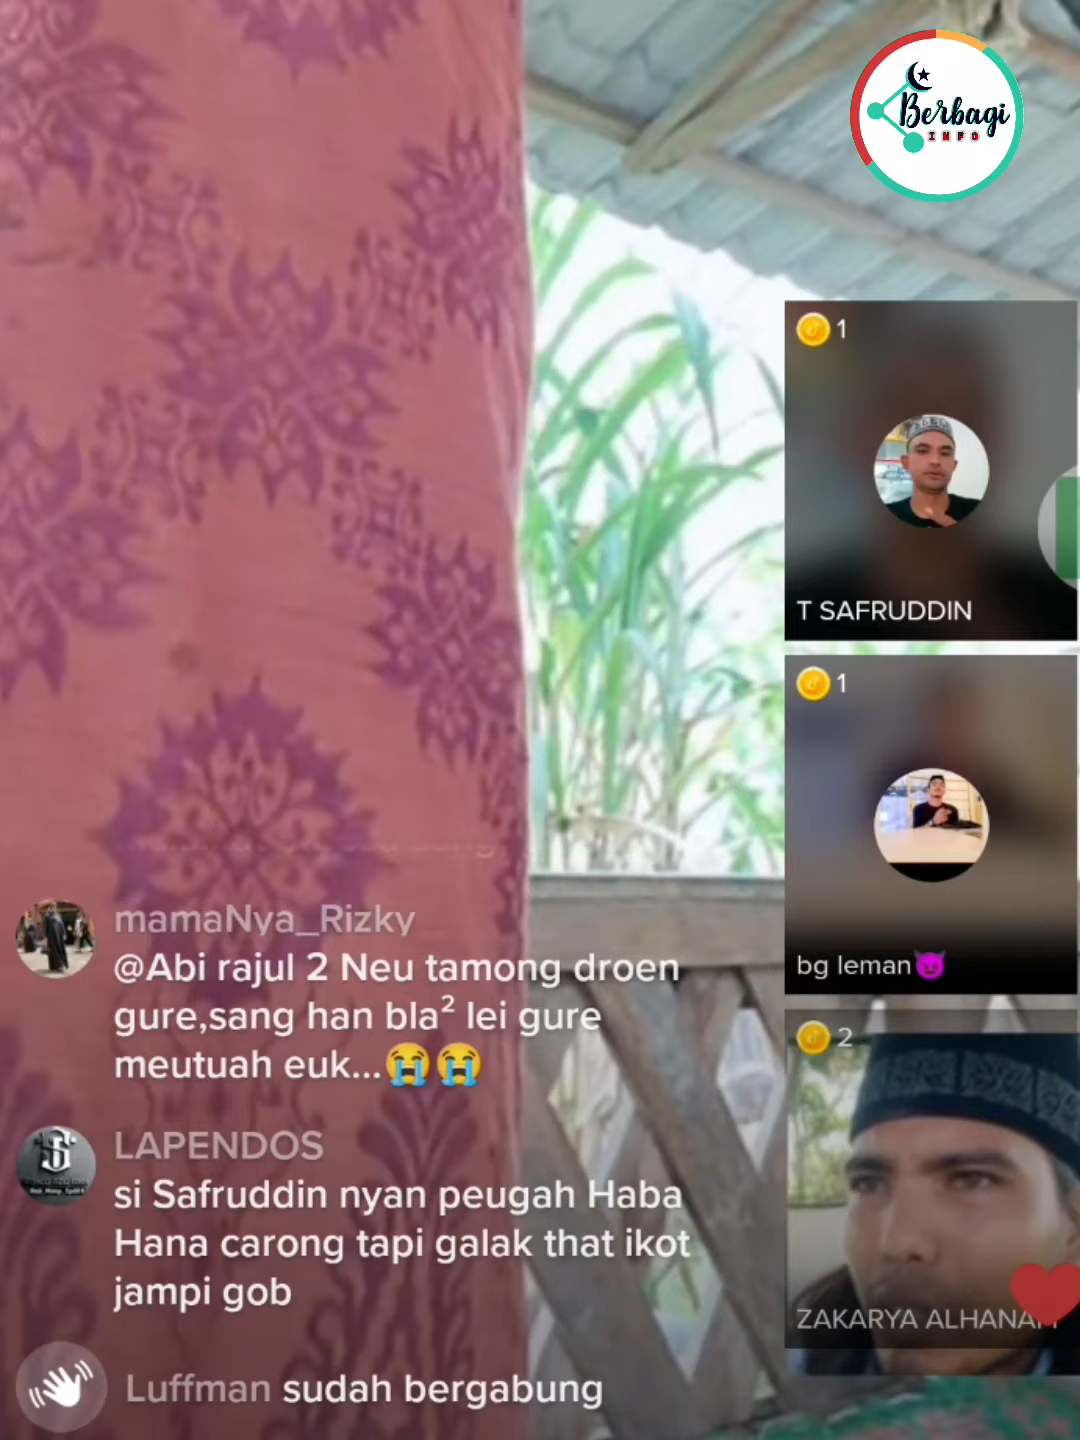 Berbagi
INFO
1
T SAFRUDDIN
1
bg leman😈
2
ZAKARYA ALHANAFI
mamaNya_Rizky
@Abi rajul 2 Neu tamong droen
gure,sang han bla² lei gure
meutuah euk...😭😭
LAPENDOS
si Safruddin nyan peugah Haba
Hana carong tapi galak that ikot
jampi gob
Luffman sudah bergabung